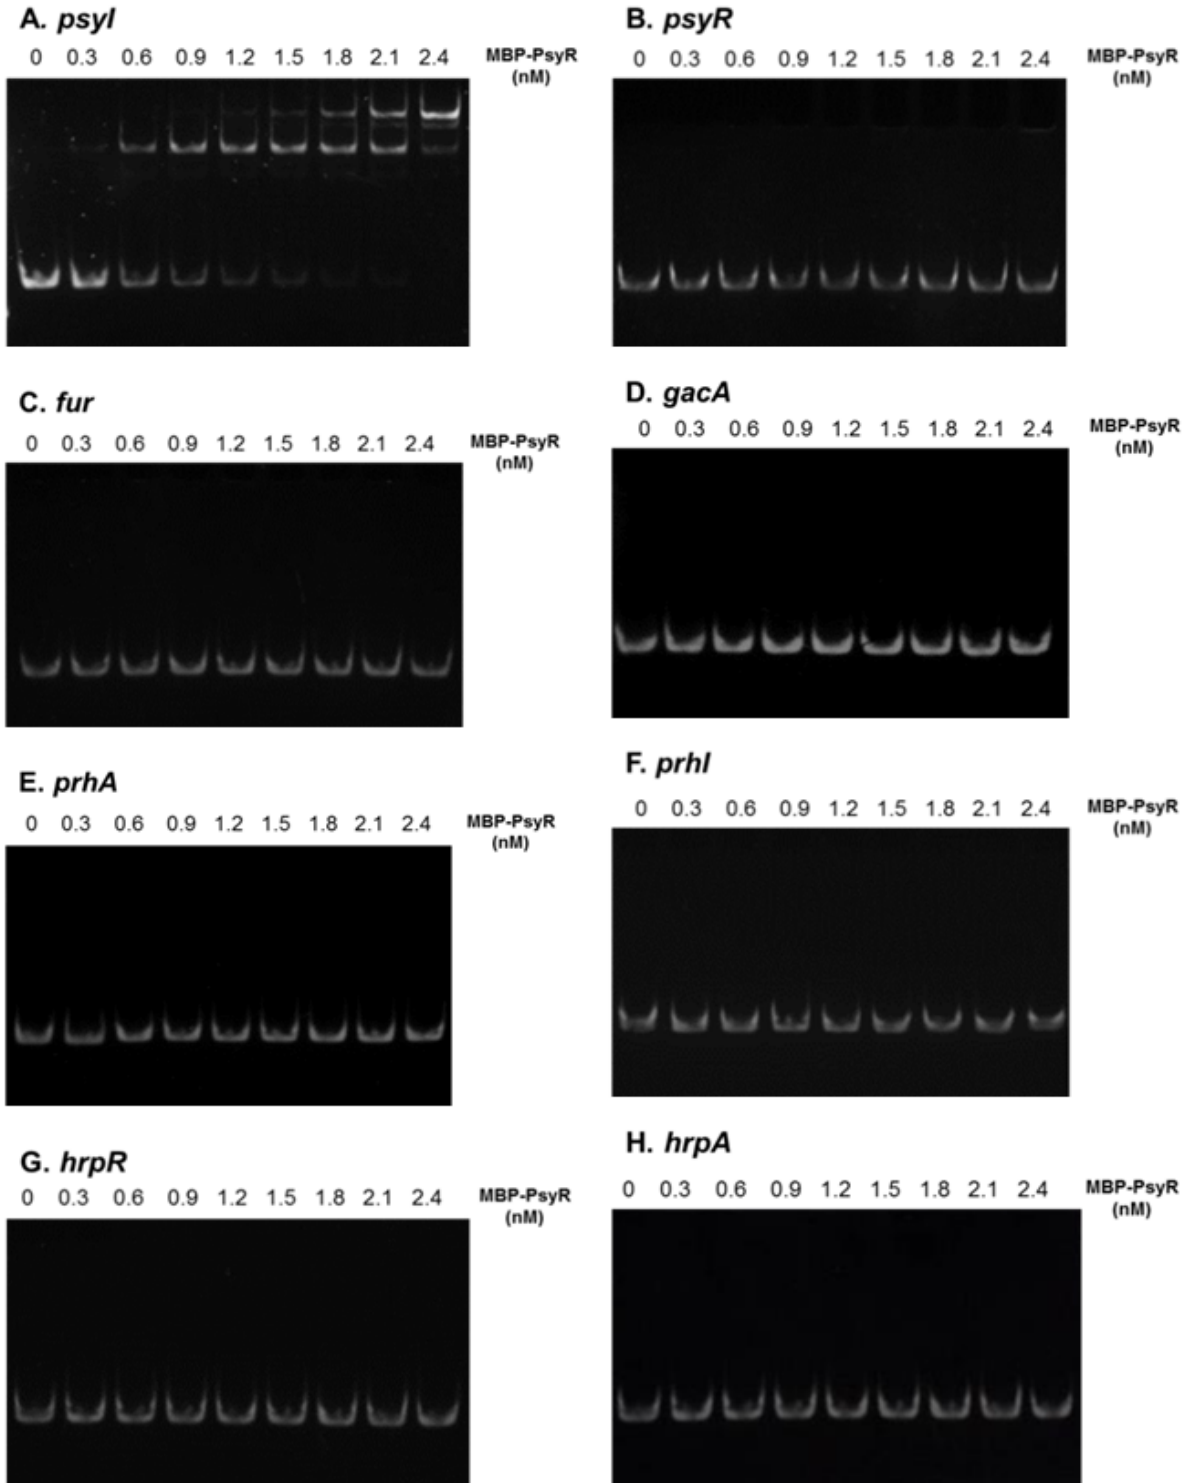 A. psyI
0 0.3 0.6 0.9 1.2 1.5 1.8 2.1 2.4 MBP-PsyR
(nM)
B. psyR
0 0.3 0.6 0.9 1.2 1.5 1.8 2.1 2.4 MBP-PsyR
(nM)
C. fur
0 0.3 0.6 0.9 1.2 1.5 1.8 2.1 2.4 MBP-PsyR
(nM)
D. gacA
0 0.3 0.6 0.9 1.2 1.5 1.8 2.1 2.4 MBP-PsyR
(nM)
E. prhA
0 0.3 0.6 0.9 1.2 1.5 1.8 2.1 2.4 MBP-PsyR
(nM)
F. prhI
0 0.3 0.6 0.9 1.2 1.5 1.8 2.1 2.4 MBP-PsyR
(nM)
G. hrpR
0 0.3 0.6 0.9 1.2 1.5 1.8 2.1 2.4 MBP-PsyR
(nM)
H. hrpA
0 0.3 0.6 0.9 1.2 1.5 1.8 2.1 2.4 MBP-PsyR
(nM)